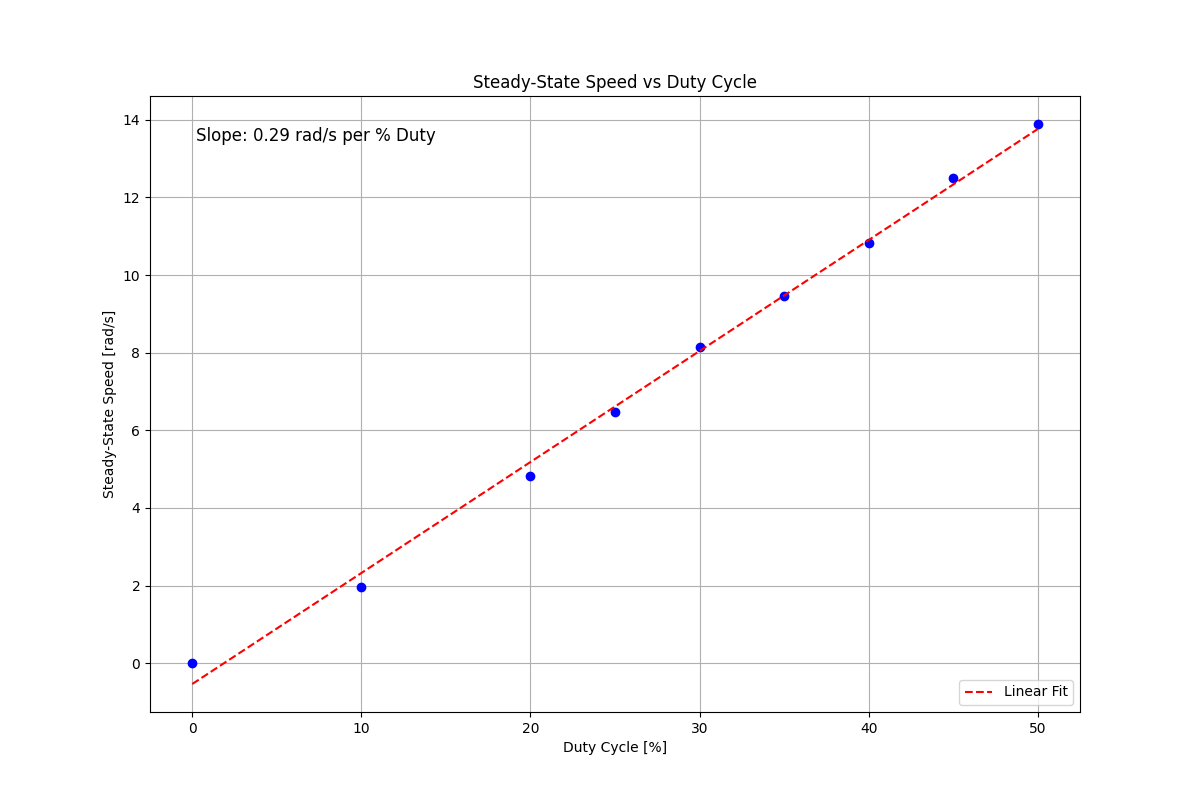 Steady-State Speed vs Duty Cycle
Slope: 0.29 rad/s per % Duty
14
12
10
8
6
4
2
0
Steady-State Speed [rad/s]
Linear Fit
0 10 20 30 40 50
Duty Cycle [%]